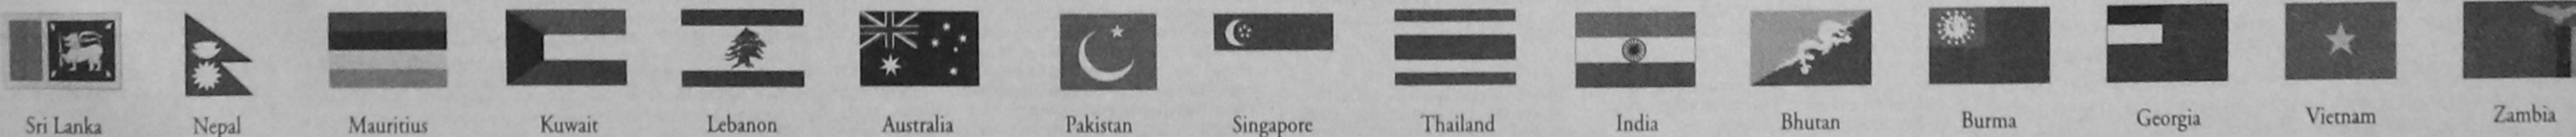 Sri Lanka Nepal Mauritius Kuwait Lebanon Australia Pakistan Singapore Thailand India Bhutan Burma Georgia Vietnam Zambia